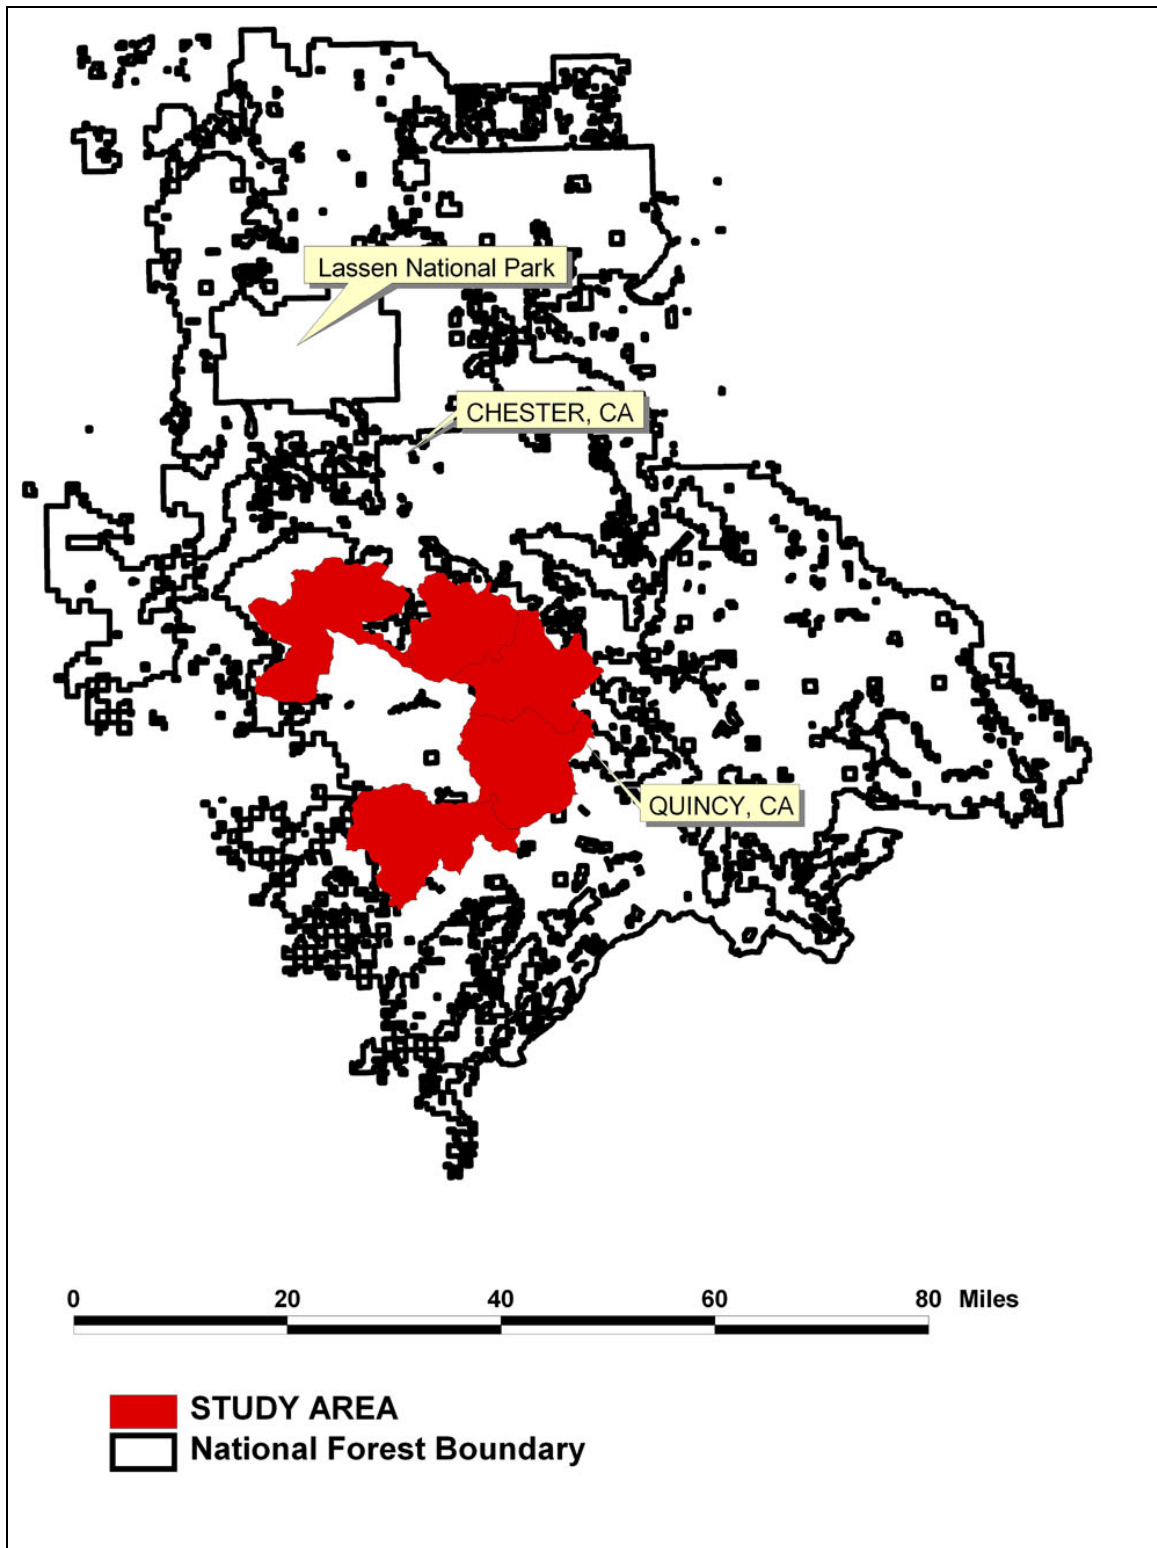 Lassen National Park
CHESTER, CA
QUINCY, CA
0 20 40 60 80 Miles
STUDY AREA
National Forest Boundary